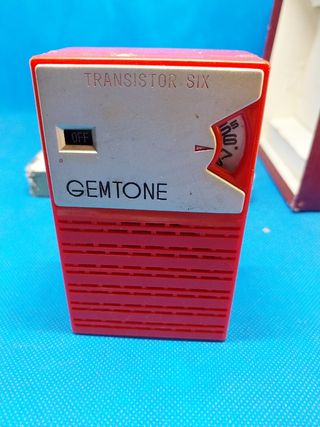 TRANSISTOR SIX
OFF
GEMTONE